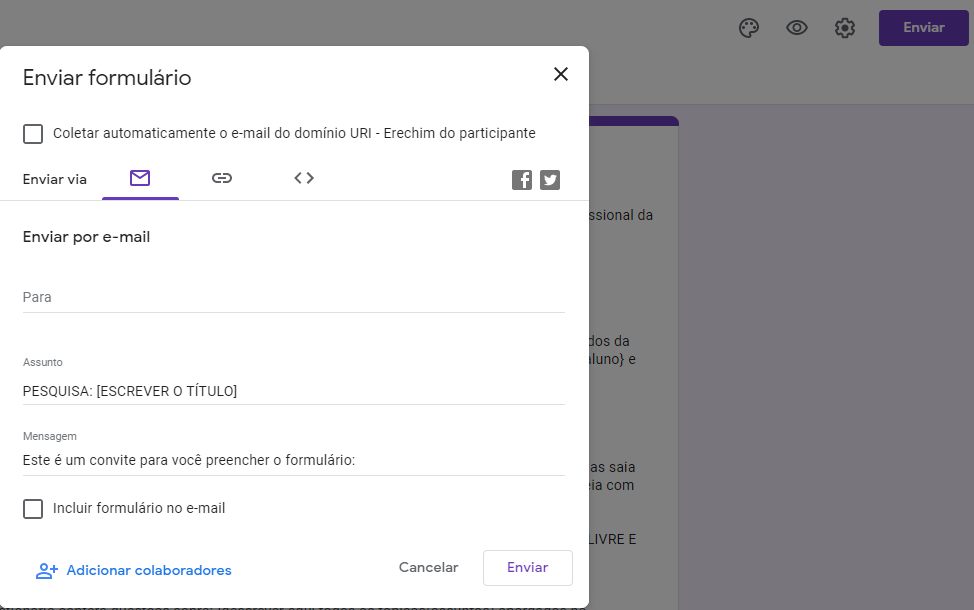 Enviar
Enviar formulário
Coletar automaticamente o e-mail do domínio URI - Erechim do participante
Enviar via
ssional da
Enviar por e-mail
Para
dos da
Assunto
aluno} e
PESQUISA: [ESCREVER O TÍTULO]
Mensagem
Este é um convite para você preencher o formulário:
as saia
eia com
Incluir formulário no e-mail
LIVRE E
Adicionar colaboradores
Cancelar
Enviar